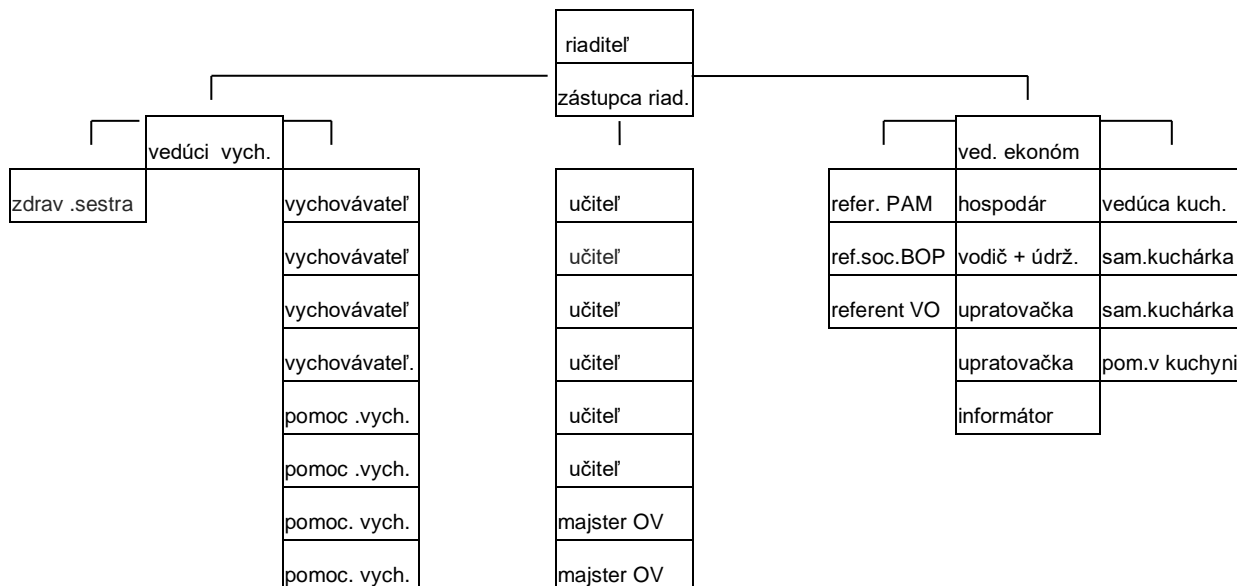 riaditeľ
zástupca riad.
vedúci vych.
ved. ekonóm
zdrav .sestra
vychovávateľ
učiteľ
refer. PAM
hospodár
vedúca kuch.
vychovávateľ
učiteľ
ref.soc.BOP
vodič + údrž.
sam.kuchárka
vychovávateľ
učiteľ
referent VO
upratovačka
sam.kuchárka
vychovávateľ.
učiteľ
upratovačka
pom.v kuchyni
pomoc .vych.
učiteľ
informátor
pomoc .vych.
učiteľ
pomoc. vych.
majster OV
pomoc. vych.
majster OV